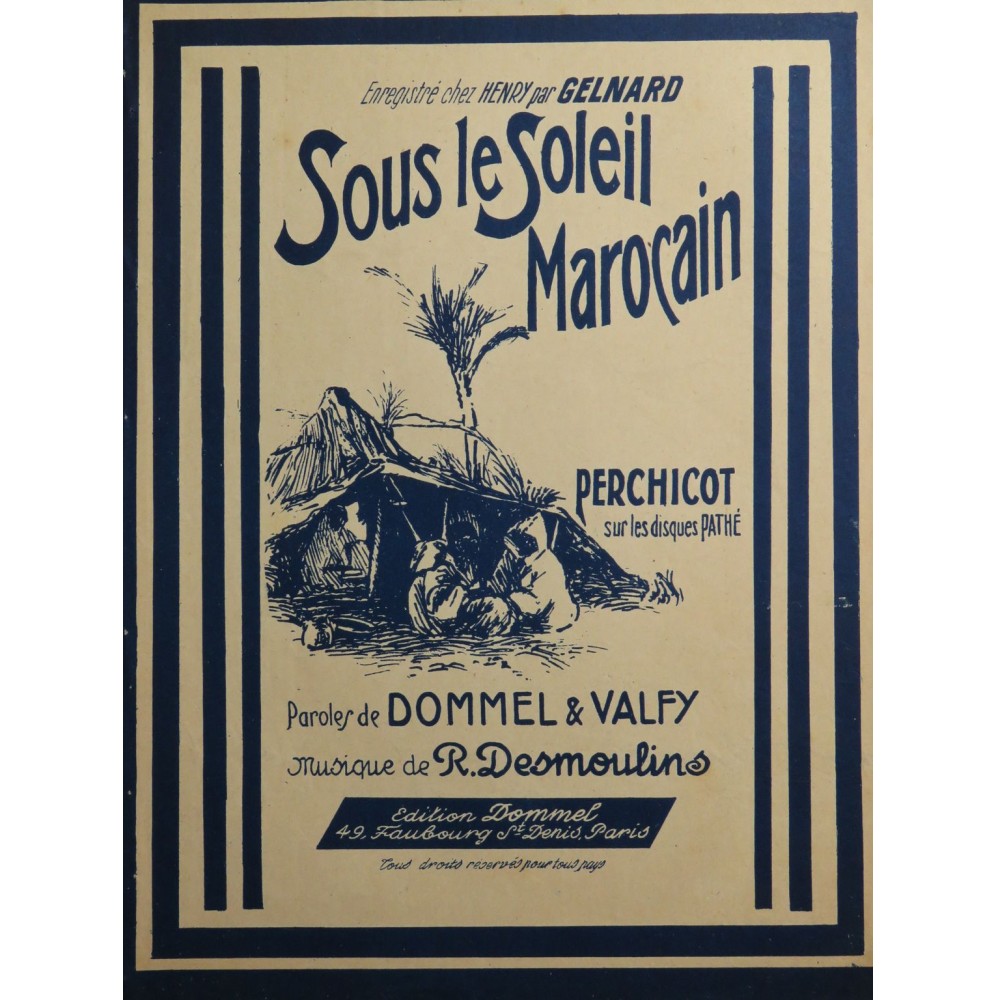 Enregistré chez HENRY par GELNARD
Sous le Soleil
Marocain
PERCHICOT
sur les disques PATHÉ
Paroles de DOMMEL & VALFY
Musique de R. Desmoulins
Edition Dommel
49, Faubourg St Denis, Paris
Tous droits reservés pour tous pays